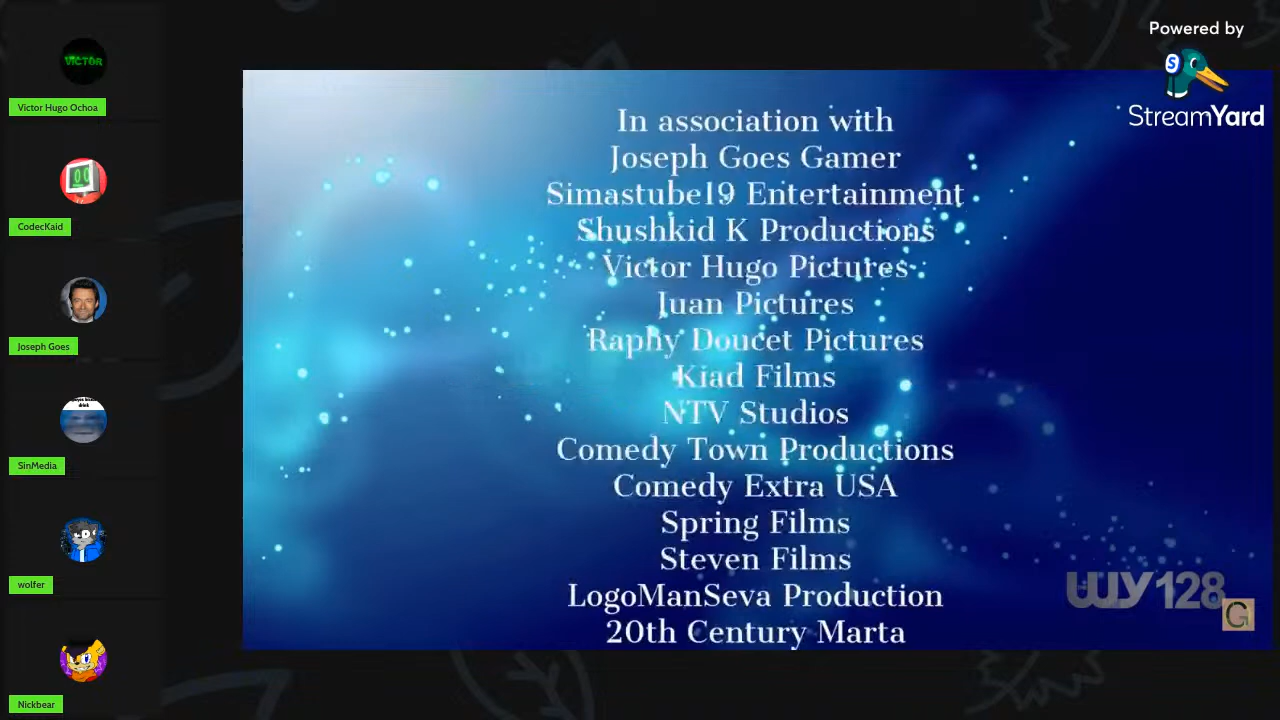 Powered by
StreamYard
VICTOR
Victor Hugo Ochoa
CodecKaid
Joseph Goes
SinMedia
wolfer
Nickbear
In association with
Joseph Goes Gamer
Simastube19 Entertainment
Shushkid K Productions
Victor Hugo Pictures
Juan Pictures
Raphy Doucet Pictures
Kiad Films
NTV Studios
Comedy Town Productions
Comedy Extra USA
Spring Films
Steven Films
LogoManSeva Production
20th Century Marta
WY128
G